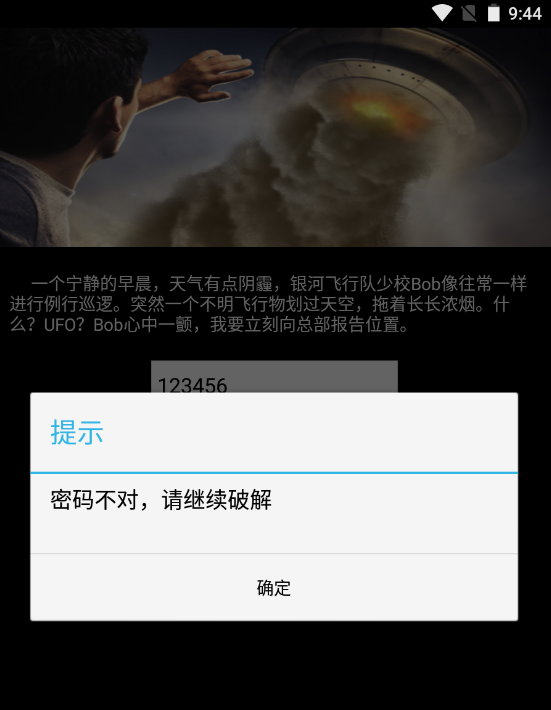 9:44
一个宁静的早晨，天气有点阴霾，银河飞行队少校Bob像往常一样
进行例行巡逻。突然一个不明飞行物划过天空，拖着长长浓烟。什
么？UFO？Bob心中一颤，我要立刻向总部报告位置。
123456
提示
密码不对，请继续破解
确定